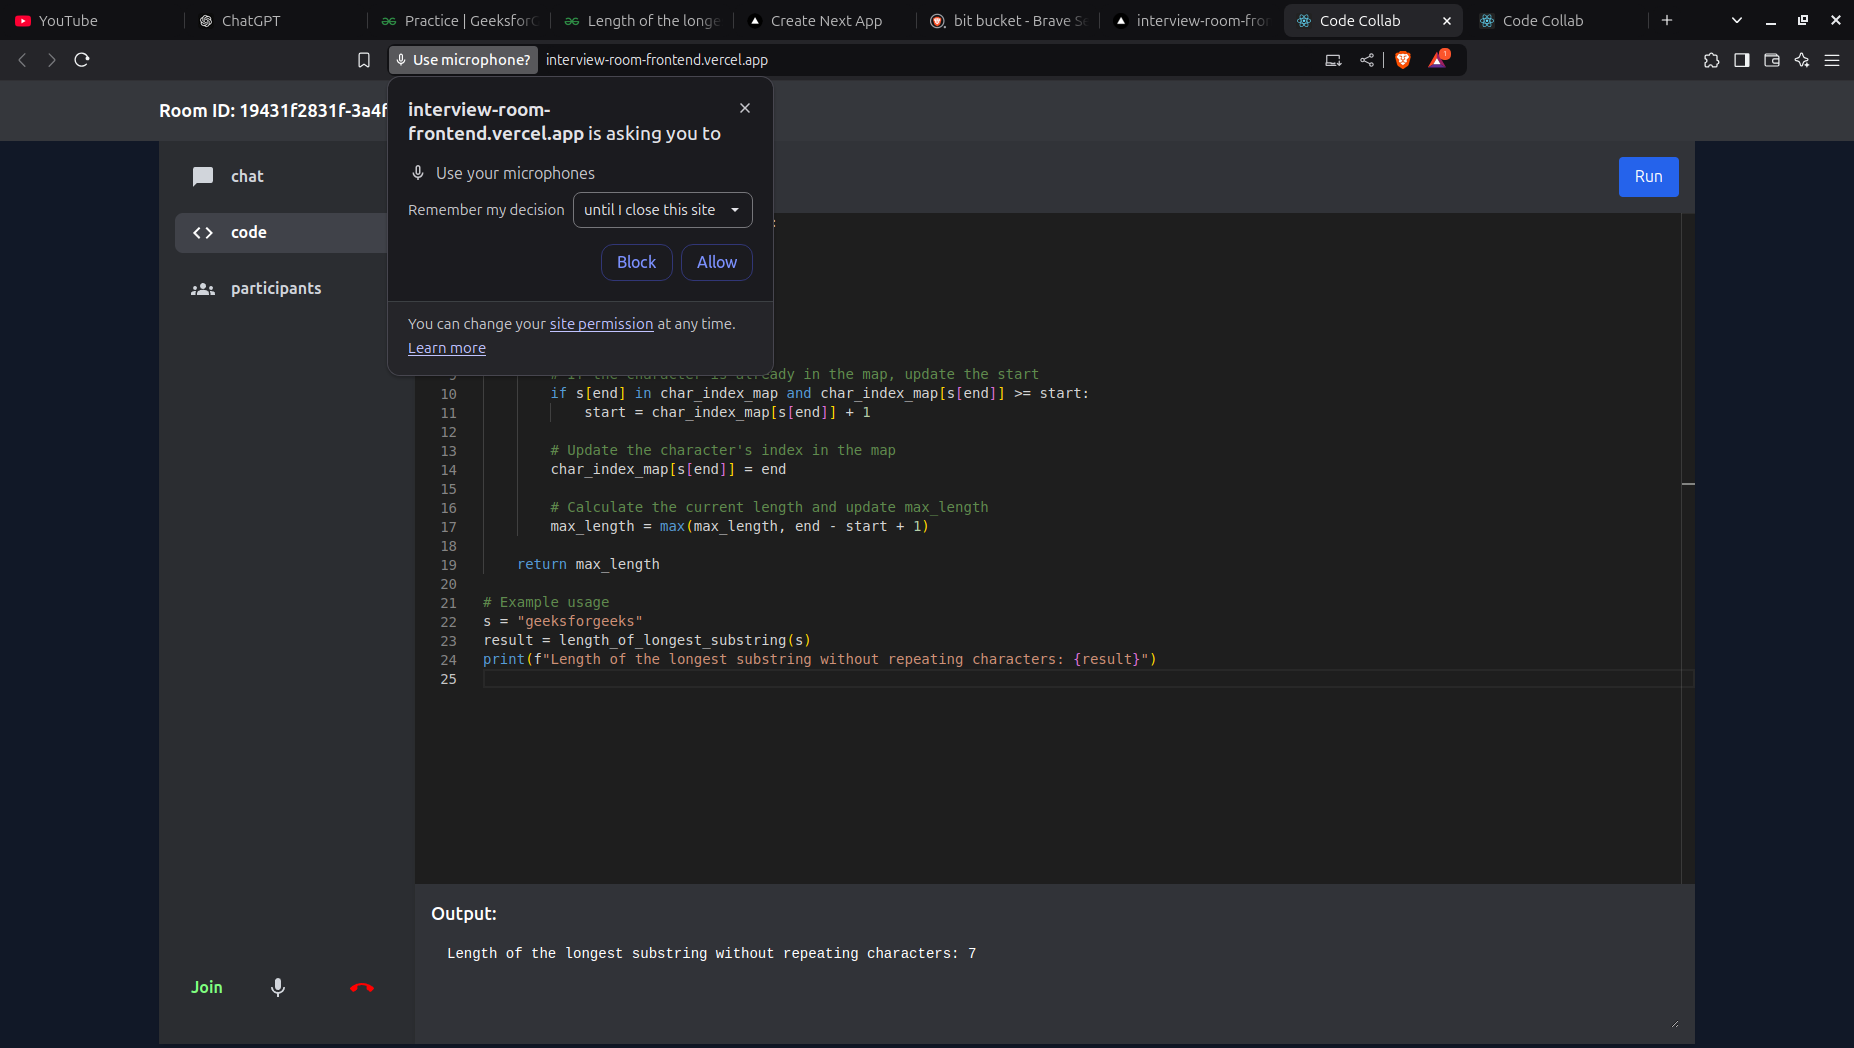 YouTube
ChatGPT
Practice | Geeksfor
Length of the longe
Create Next App
bit bucket - Brave Se
interview-room-fron
Code Collab
Code Collab
Use microphone?
interview-room-frontend.vercel.app
1
Room ID: 19431f2831f-3a4f
interview-room-
frontend.vercel.app is asking you to
Use your microphones
Remember my decision
until I close this site
Block
Allow
You can change your site permission at any time.
Learn more
chat
code
participants
Run
already in the map, update the start
10 if s[end] in char_index_map and char_index_map[s[end]] >= start:
11 start = char_index_map[s[end]] + 1
12
13 # Update the character's index in the map
14 char_index_map[s[end]] = end
15
16 # Calculate the current length and update max_length
17 max_length = max(max_length, end - start + 1)
18
19 return max_length
20
21 # Example usage
22 s = "geeksforgeeks"
23 result = length_of_longest_substring(s)
24 print(f"Length of the longest substring without repeating characters: {result}")
25
Output:
Length of the longest substring without repeating characters: 7
Join